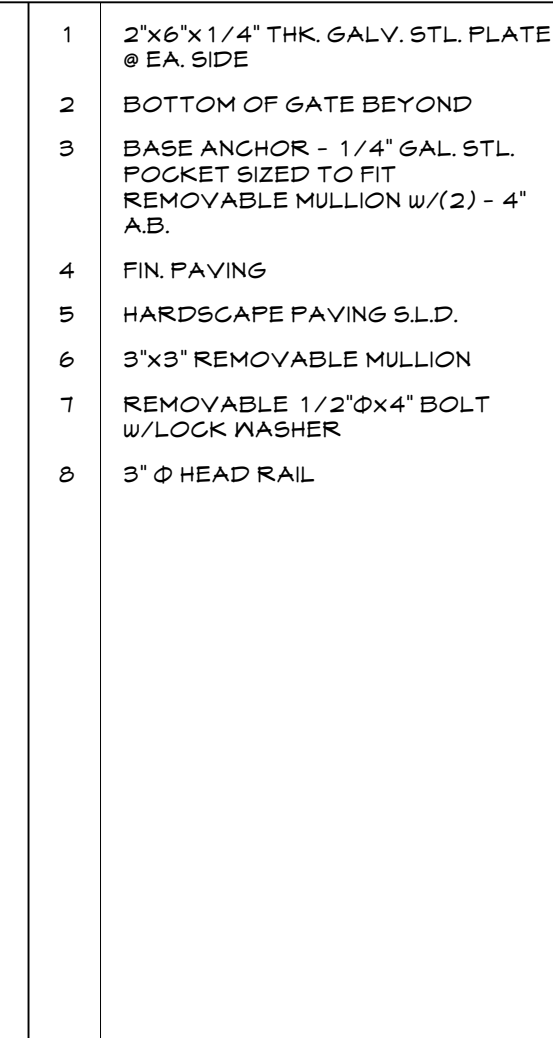 1 2"x6"x1/4" THK. GALV. STL. PLATE
@ EA. SIDE
2 BOTTOM OF GATE BEYOND
3 BASE ANCHOR - 1/4" GAL. STL.
POCKET SIZED TO FIT
REMOVABLE MULLION w/(2) - 4"
A.B.
4 FIN. PAVING
5 HARDSCAPE PAVING S.L.D.
6 3"x3" REMOVABLE MULLION
7 REMOVABLE 1/2"Φx4" BOLT
w/LOCK WASHER
8 3" Φ HEAD RAIL